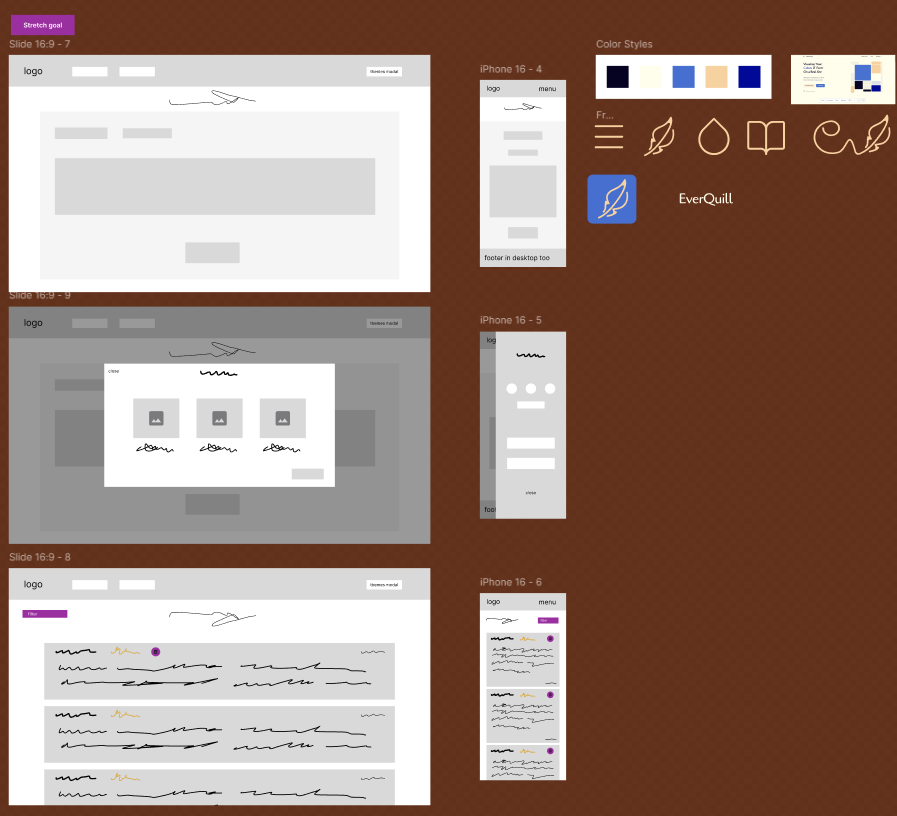 Stretch goal
Slide 16:9 - 7
logo
themes modal
Slide 16:9 - 9
logo
themes modal
close
Slide 16:9 - 8
logo
themes modal
Filter
iPhone 16 - 4
logo
menu
footer in desktop too
iPhone 16 - 5
log
close
foot
iPhone 16 - 6
logo
menu
Filter
Color Styles
Fr...
EverQuill